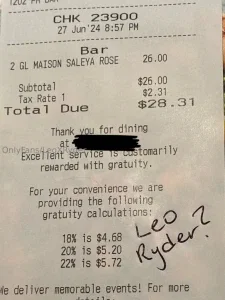 CHK 23900
27 Jun'24 8:57 PM
Bar
2 GL MAISON SALEYA ROSE 26.00
Subtotal $26.00
Tax Rate 1 $2.31
Total Due $28.31
Thank you for dining
at
Excellent service is customarily
rewarded with gratuity.
For your convenience we are
providing the following
gratuity calculations:
18% is $4.68
20% is $5.20
22% is $5.72
Leo
Ryder?
We deliver memorable events! For more